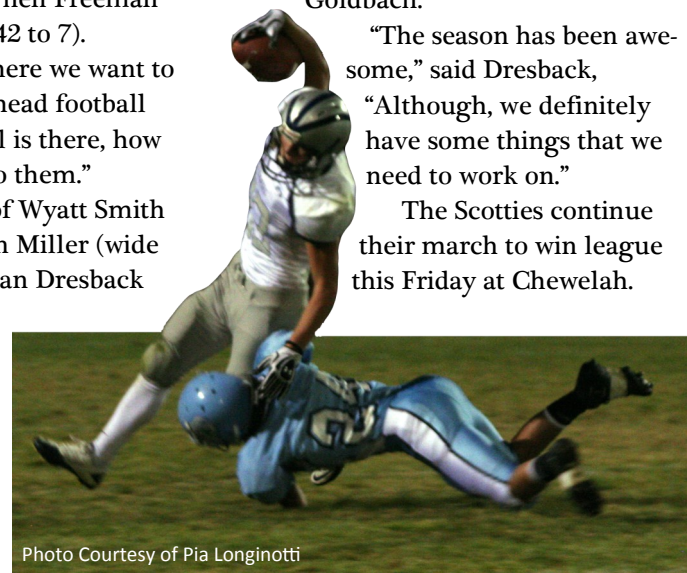 Freeman
42 to 7).
here we want to
head football
is there, how
them.”
of Wyatt Smith
Miller (wide
an Dresback
Goldbach.
“The season has been awe-
some,” said Dresback,
“Although, we definitely
have some things that we
need to work on.”
The Scotties continue
their march to win league
this Friday at Chewelah.
Photo Courtesy of Pia Longinotti